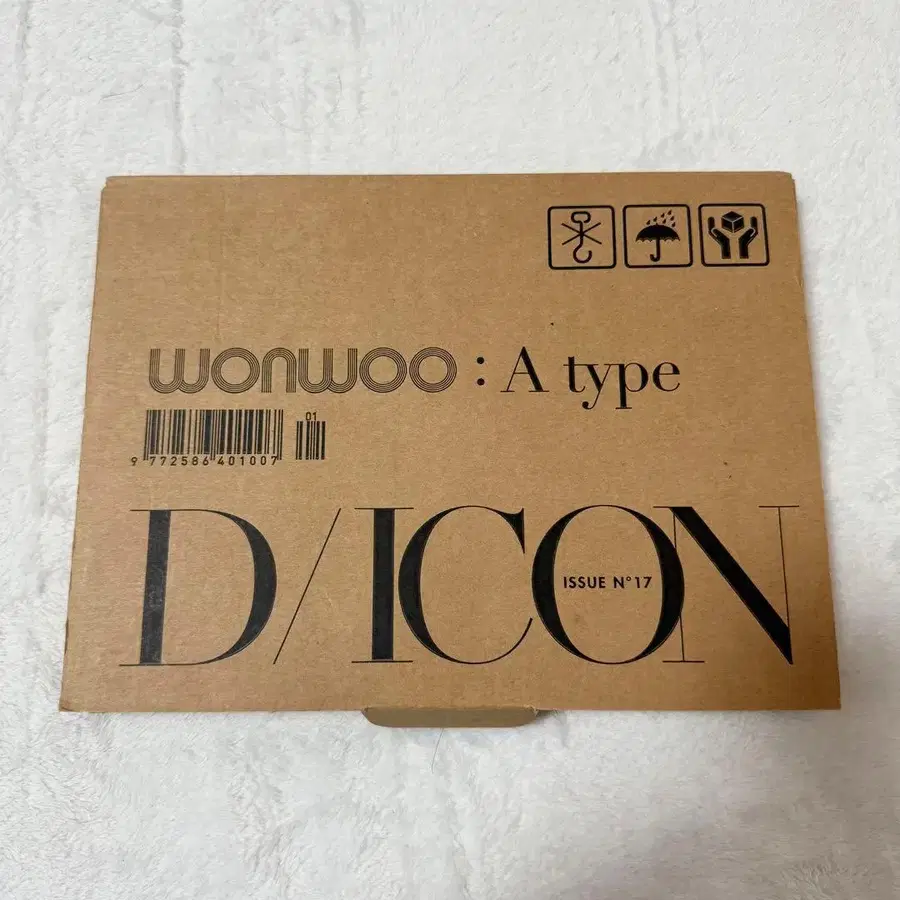 wonwoo : A type
01
9 772586 401007
D/ICON
ISSUE N°17